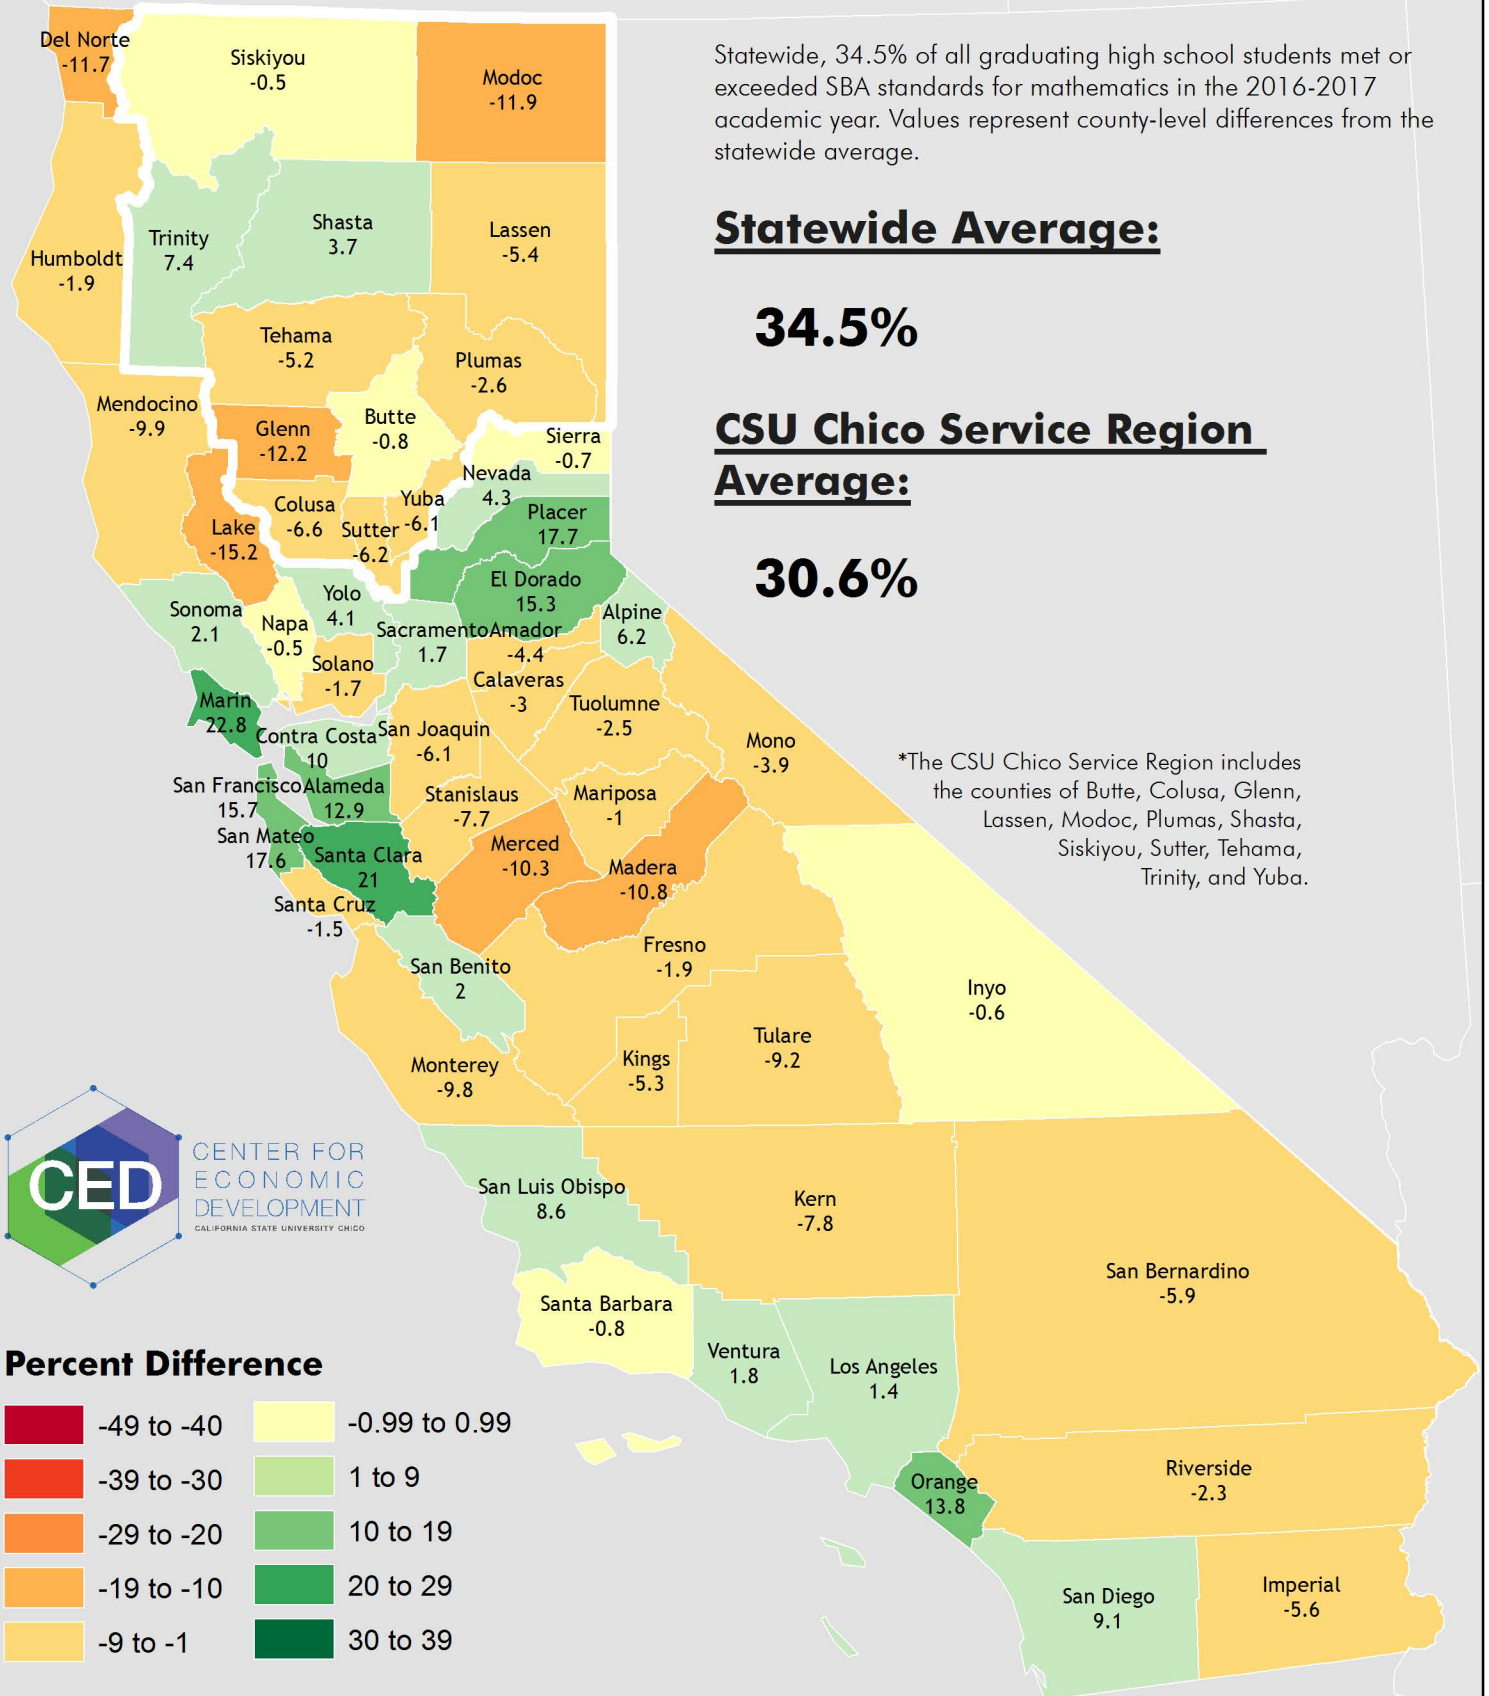 Del Norte
-11.7
Siskiyou
-0.5
Modoc
-11.9
Statewide, 34.5% of all graduating high school students met or
exceeded SBA standards for mathematics in the 2016-2017
academic year. Values represent county-level differences from the
statewide average.
Statewide Average:
34.5%
CSU Chico Service Region
Average:
30.6%
Humboldt
-1.9
Trinity
7.4
Shasta
3.7
Lassen
-5.4
Tehama
-5.2
Plumas
-2.6
Mendocino
-9.9
Glenn
-12.2
Butte
-0.8
Sierra
-0.7
Nevada
4.3
Colusa
-6.6
Sutter
-6.2
Yuba
-6.1
Placer
17.7
Lake
-15.2
El Dorado
15.3
Sonoma
2.1
Napa
-0.5
Yolo
4.1
Sacramento
1.7
Amador
-4.4
Alpine
6.2
Solano
-1.7
Calaveras
-3
Tuolumne
-2.5
Marin
22.8
Contra Costa
10
San Joaquin
-6.1
Mono
-3.9
*The CSU Chico Service Region includes
the counties of Butte, Colusa, Glenn,
Lassen, Modoc, Plumas, Shasta,
Siskiyou, Sutter, Tehama,
Trinity, and Yuba.
San Francisco
15.7
Alameda
12.9
Stanislaus
-7.7
Mariposa
-1
San Mateo
17.6
Santa Clara
21
Merced
-10.3
Madera
-10.8
Santa Cruz
-1.5
San Benito
2
Fresno
-1.9
Inyo
-0.6
Monterey
-9.8
Kings
-5.3
Tulare
-9.2
CED
CENTER FOR
ECONOMIC
DEVELOPMENT
CALIFORNIA STATE UNIVERSITY CHICO
San Luis Obispo
8.6
Kern
-7.8
San Bernardino
-5.9
Santa Barbara
-0.8
Ventura
1.8
Los Angeles
1.4
Orange
13.8
Riverside
-2.3
San Diego
9.1
Imperial
-5.6
Percent Difference
-49 to -40
-39 to -30
-29 to -20
-19 to -10
-9 to -1
-0.99 to 0.99
1 to 9
10 to 19
20 to 29
30 to 39